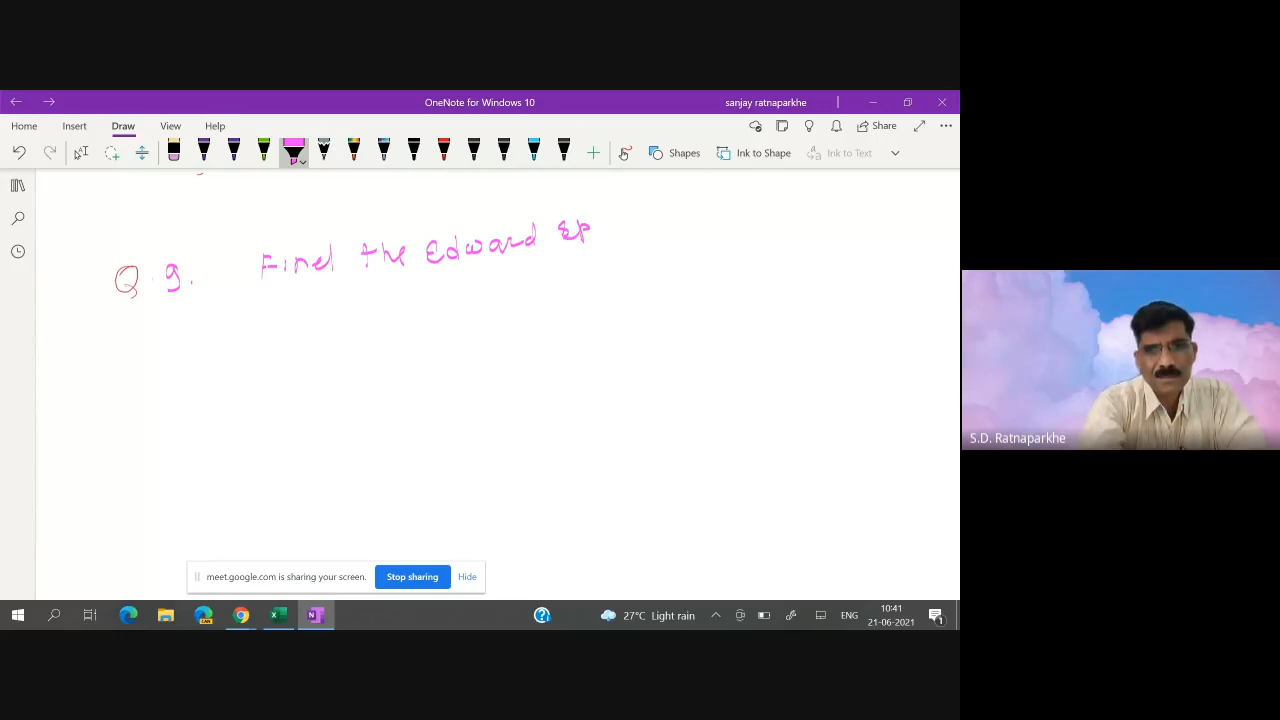 OneNote for Windows 10
sanjay ratnaparkhe
Home Insert Draw View Help
Share
Shapes Ink to Shape Ink to Text
Q.9. Find the Edward Ep
S.D. Ratnaparkhe
meet.google.com is sharing your screen. Stop sharing Hide
27°C Light rain ENG 10:41
21-06-2021